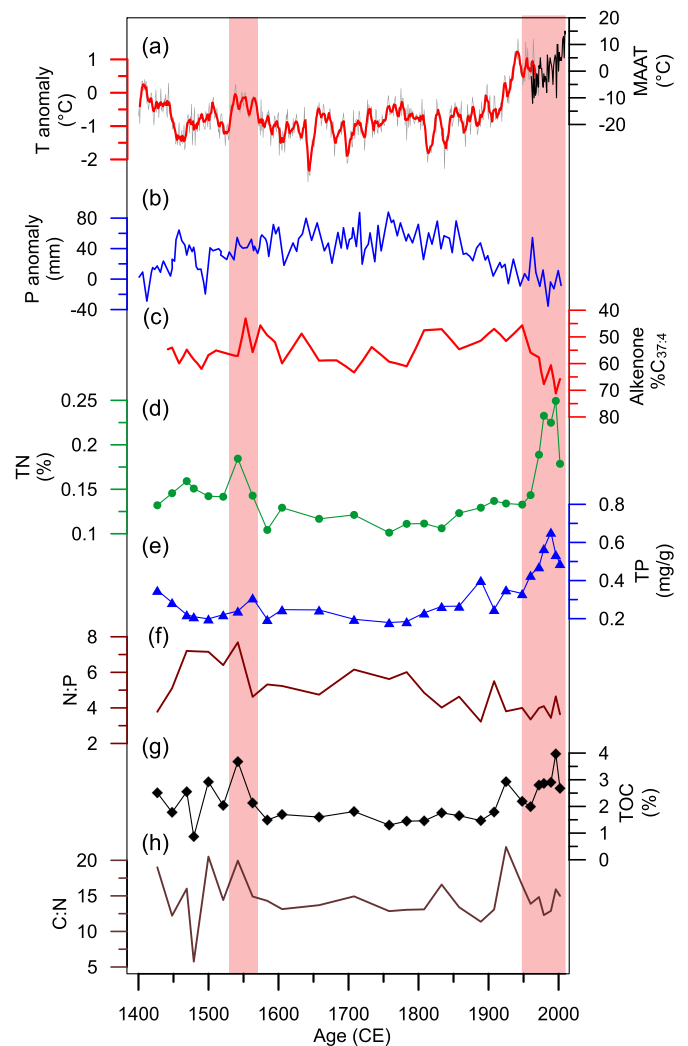 (a)
1
0
-1
-2
T anomaly
(°C)
20
10
0
-10
-20
MAAT
(°C)
(b)
80
40
0
-40
P anomaly
(mm)
(c)
40
50
60
70
80
Alkenone
%C37:4
(d)
0.25
0.2
0.15
0.1
TN
(%)
(e)
0.8
0.6
0.4
0.2
TP
(mg/g)
(f)
8
6
4
2
N:P
(g)
4
3
2
1
0
TOC
(%)
(h)
20
15
10
5
C:N
1400 1500 1600 1700 1800 1900 2000
Age (CE)